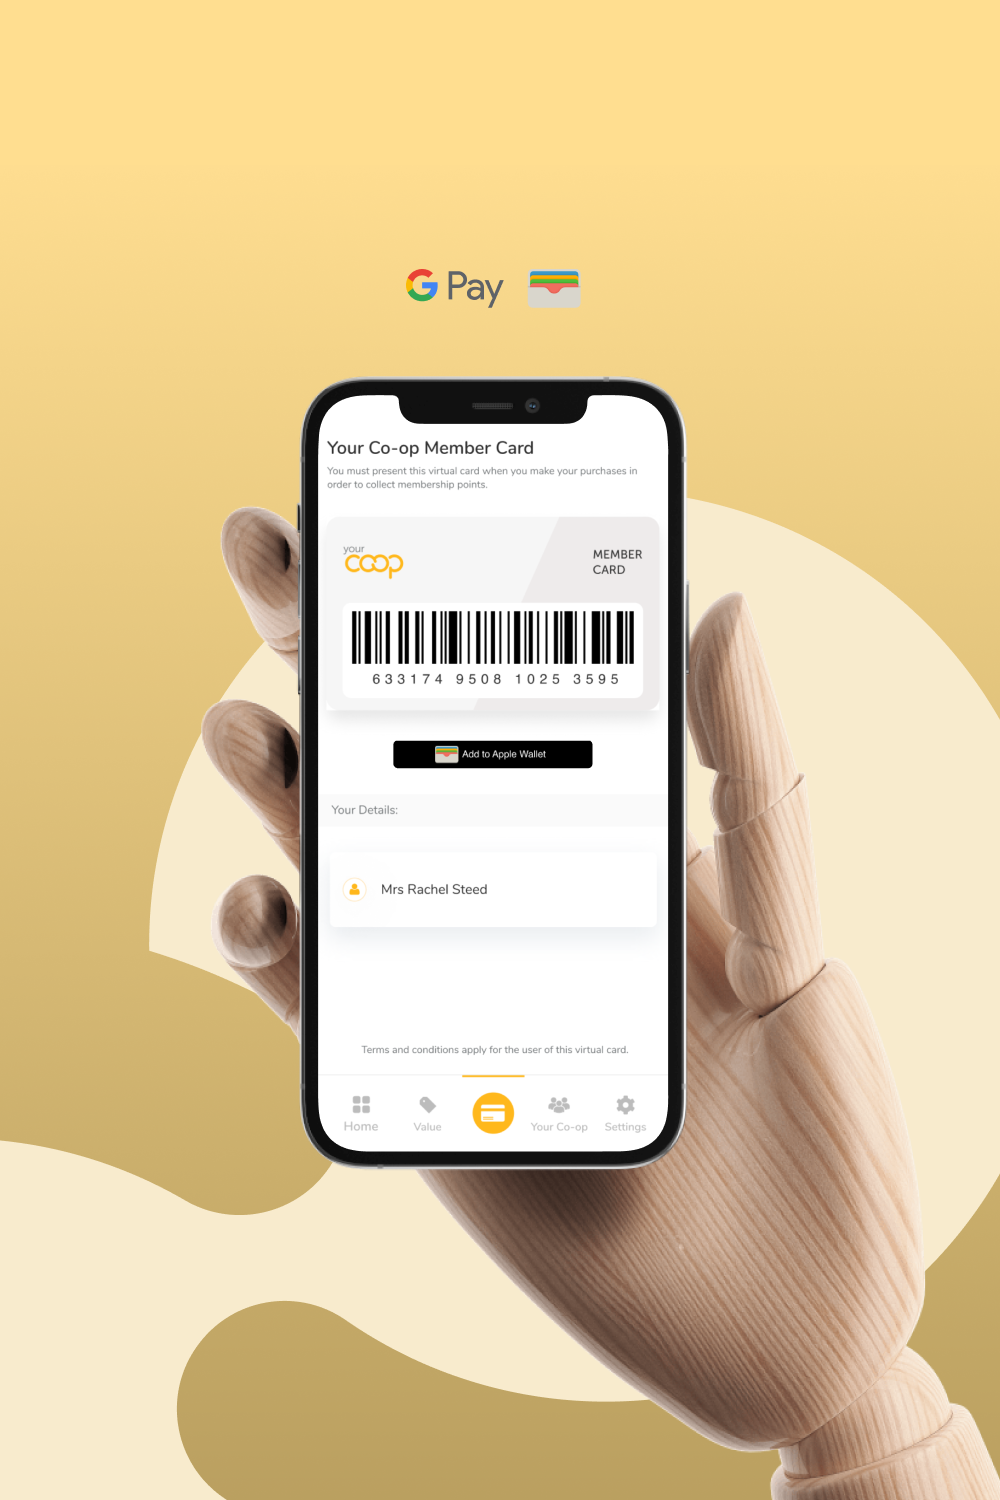 G Pay
Your Co-op Member Card
You must present this virtual card when you make your purchases in
order to collect membership points.
your
coop
MEMBER
CARD
633174 9508 1025 3595
Add to Apple Wallet
Your Details:
Mrs Rachel Steed
Terms and conditions apply for the user of this virtual card.
Home
Value
Your Co-op
Settings